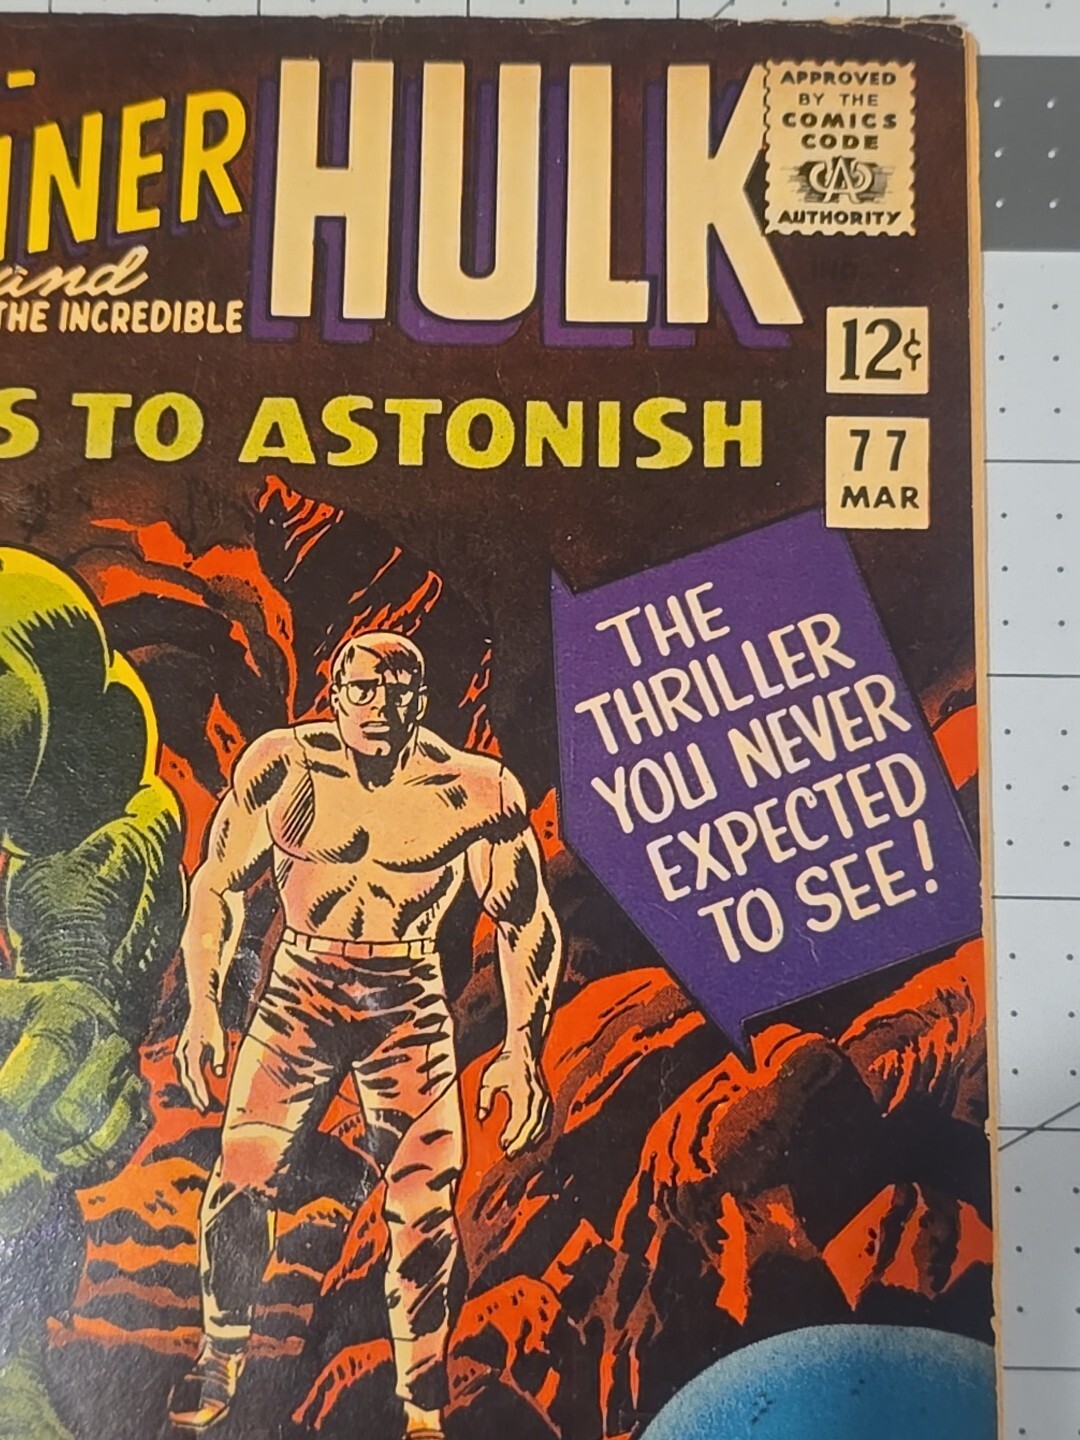 INER
HULK
and
THE INCREDIBLE
APPROVED
BY THE
COMICS
CODE
CA
AUTHORITY
12¢
77
MAR
S TO ASTONISH
THE
THRILLER
YOU NEVER
EXPECTED
TO SEE!